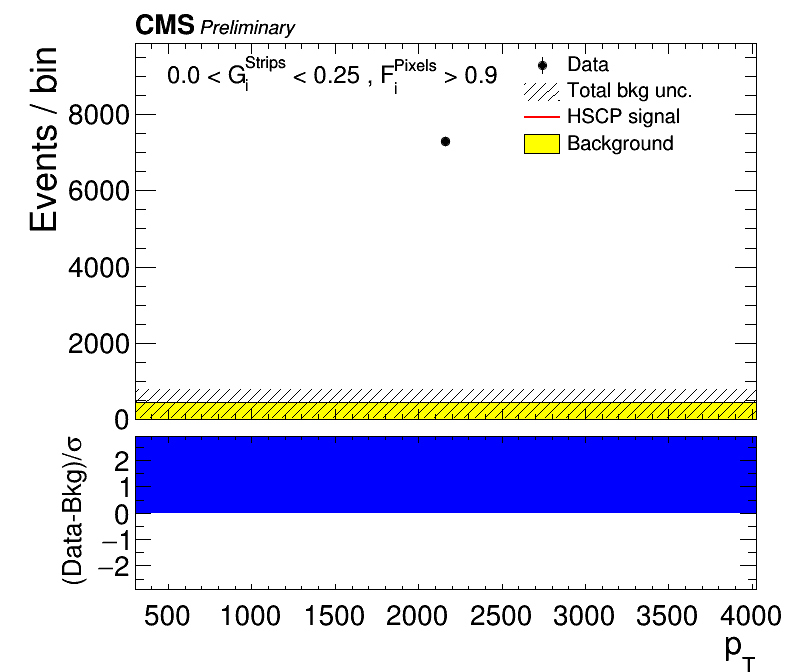 CMS Preliminary
0.0 < G_i^Strips < 0.25 , F_i^Pixels > 0.9
Data
Total bkg unc.
HSCP signal
Background
Events / bin
8000
6000
4000
2000
0
(Data-Bkg)/σ
2
1
0
−1
−2
500 1000 1500 2000 2500 3000 3500 4000
p_T